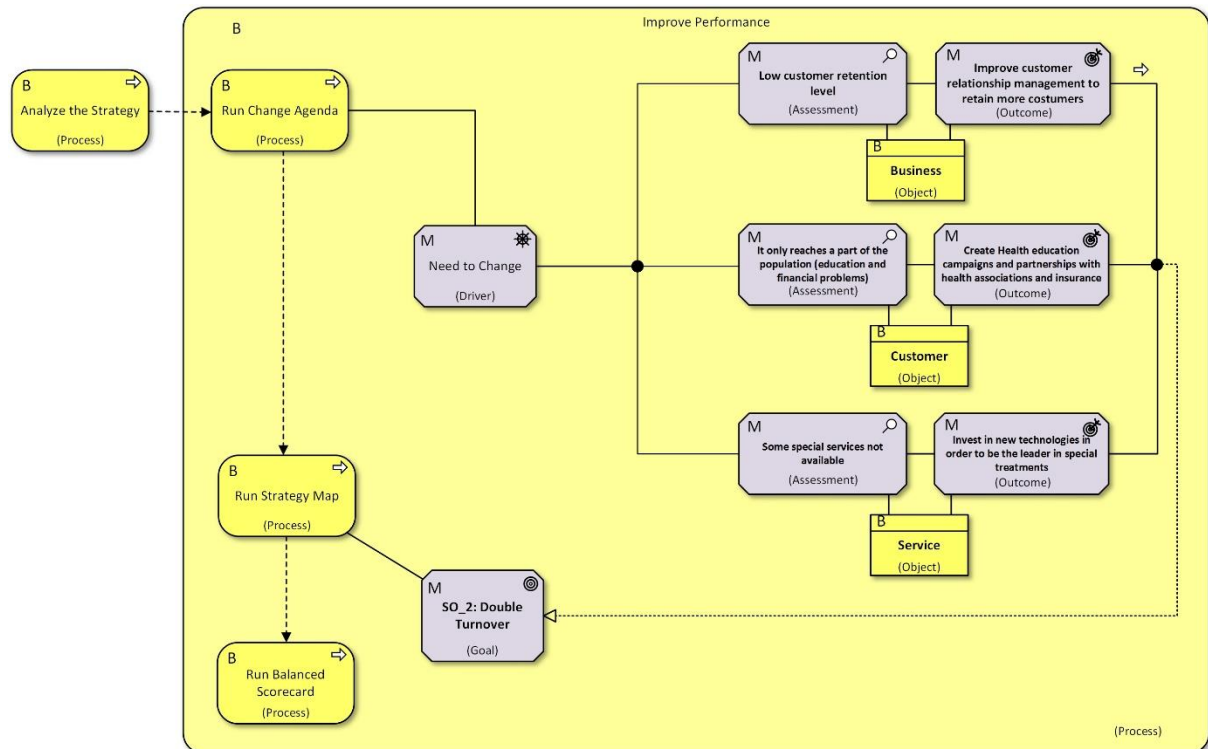 B
Improve Performance
B
Analyze the Strategy
(Process)
B
Run Change Agenda
(Process)
M
Low customer retention
level
(Assessment)
M
Improve customer
relationship management to
retain more costumers
(Outcome)
B
Business
(Object)
M
Need to Change
(Driver)
M
It only reaches a part of the
population (education and
financial problems)
(Assessment)
M
Create Health education
campaigns and partnerships with
health associations and insurance
(Outcome)
B
Customer
(Object)
M
Some special services not
available
(Assessment)
M
Invest in new technologies in
order to be the leader in special
treatments
(Outcome)
B
Service
(Object)
B
Run Strategy Map
(Process)
M
SO_2: Double
Turnover
(Goal)
B
Run Balanced
Scorecard
(Process)
(Process)